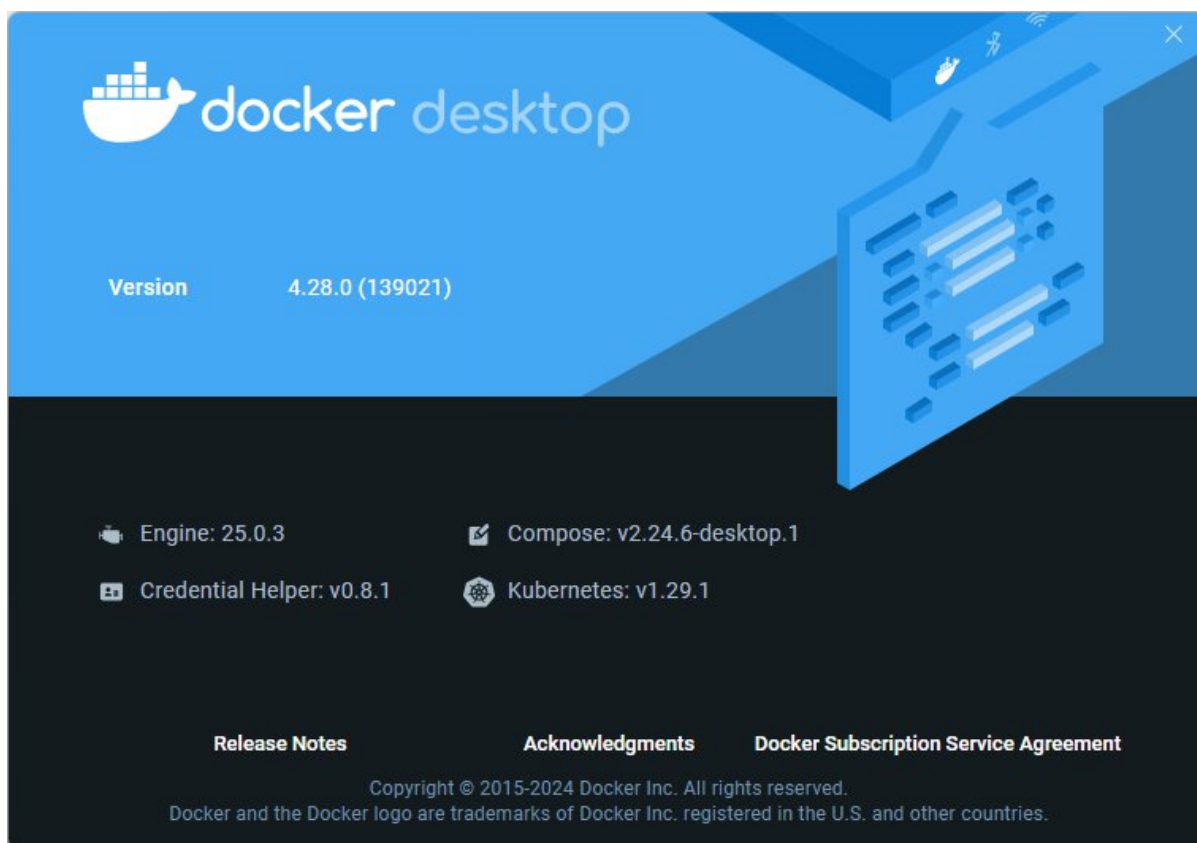 docker desktop
Version 4.28.0 (139021)
Engine: 25.0.3
Compose: v2.24.6-desktop.1
Credential Helper: v0.8.1
Kubernetes: v1.29.1
Release Notes
Acknowledgments
Docker Subscription Service Agreement
Copyright © 2015-2024 Docker Inc. All rights reserved.
Docker and the Docker logo are trademarks of Docker Inc. registered in the U.S. and other countries.